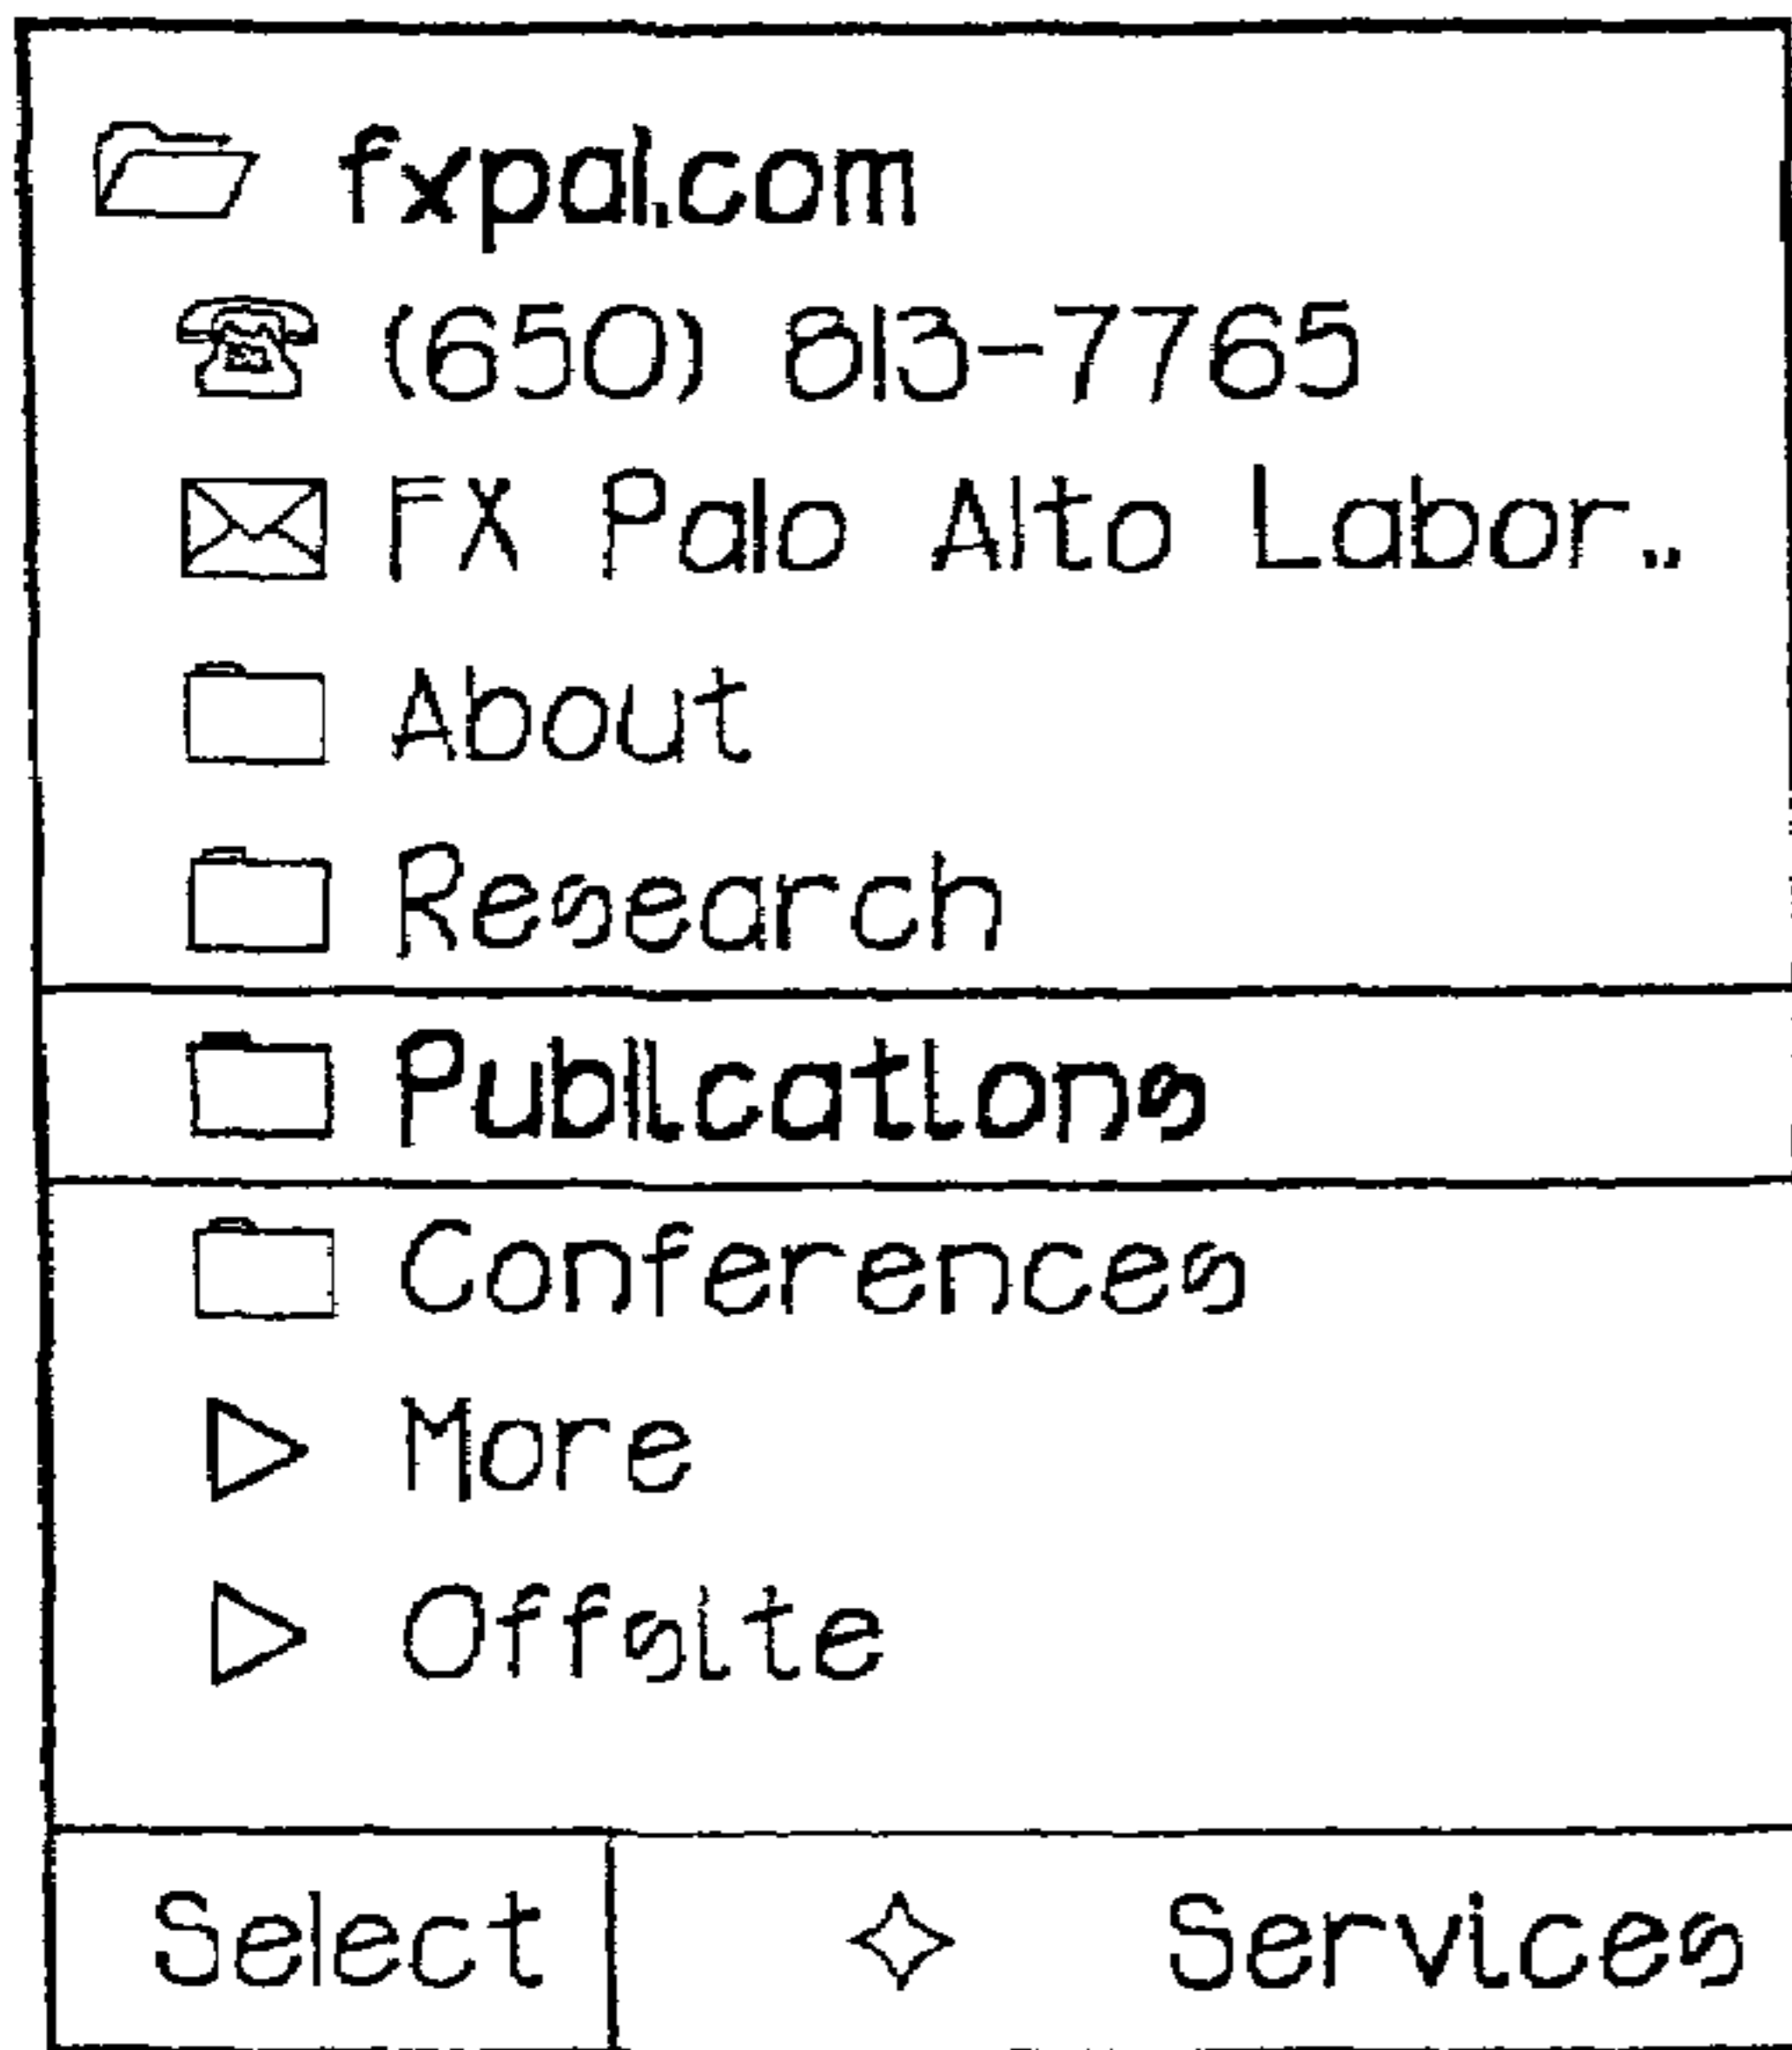 fxpal.com
(650) 813-7765
FX Palo Alto Labor..
About
Research
Publications
Conferences
More
Offsite
Select Services